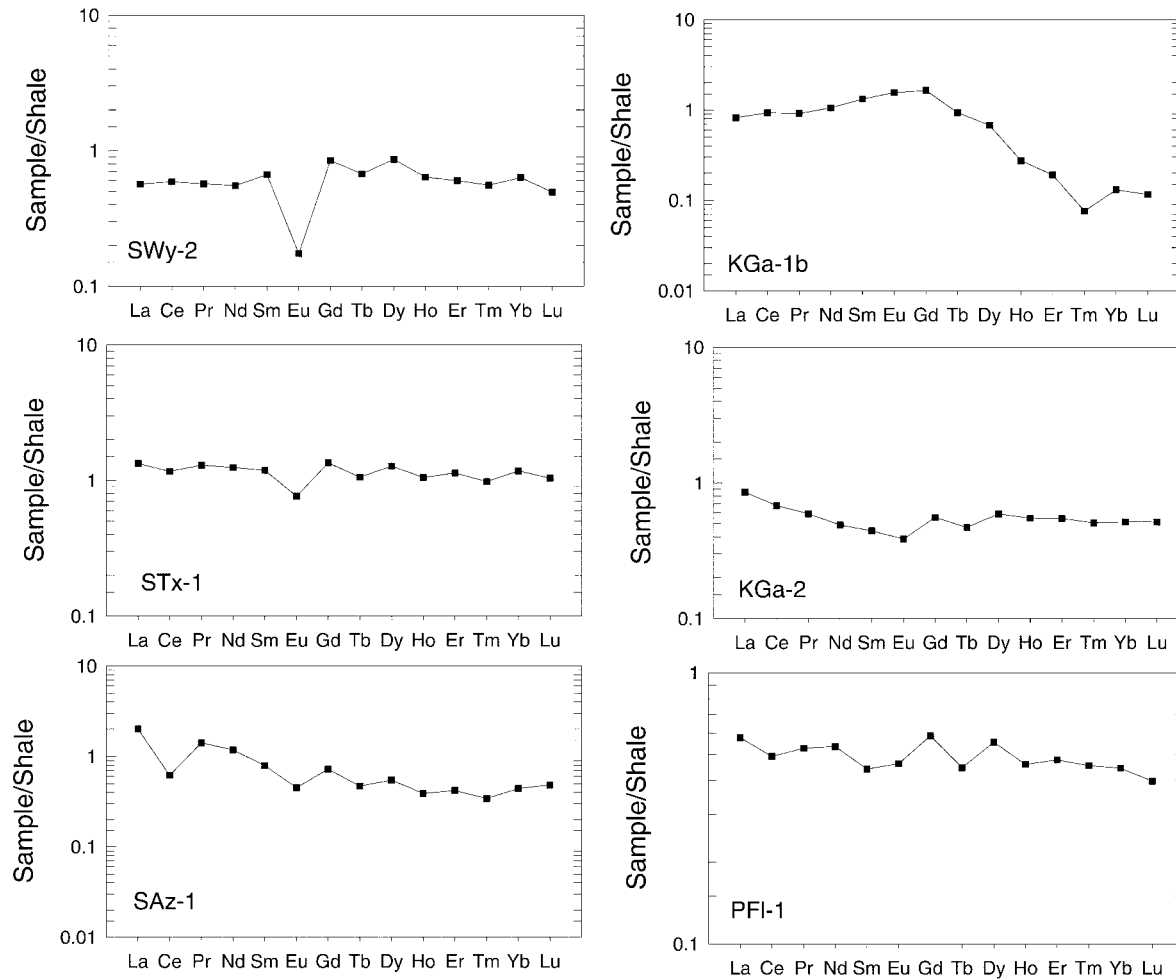 10
1
0.1
Sample/Shale
SWy-2
La Ce Pr Nd Sm Eu Gd Tb Dy Ho Er Tm Yb Lu
10
1
0.1
0.01
Sample/Shale
KGa-1b
La Ce Pr Nd Sm Eu Gd Tb Dy Ho Er Tm Yb Lu
10
1
0.1
Sample/Shale
STx-1
La Ce Pr Nd Sm Eu Gd Tb Dy Ho Er Tm Yb Lu
10
1
0.1
Sample/Shale
KGa-2
La Ce Pr Nd Sm Eu Gd Tb Dy Ho Er Tm Yb Lu
10
1
0.1
0.01
Sample/Shale
SAz-1
La Ce Pr Nd Sm Eu Gd Tb Dy Ho Er Tm Yb Lu
1
0.1
Sample/Shale
PFl-1
La Ce Pr Nd Sm Eu Gd Tb Dy Ho Er Tm Yb Lu